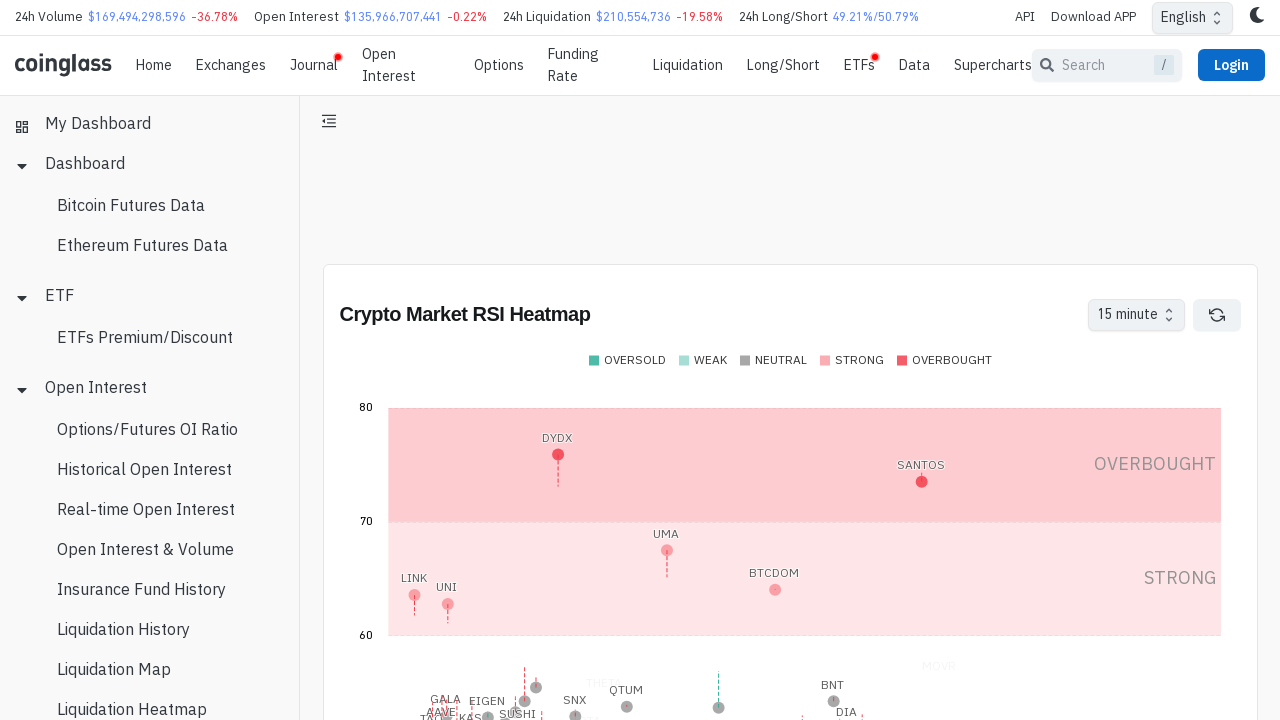 24h Volume $169,494,298,596 -36.78% Open Interest $135,966,707,441 -0.22% 24h Liquidation $210,554,736 -19.58% 24h Long/Short 49.21%/50.79% API Download APP English
coinglass Home Exchanges Journal Open Interest Options Funding Rate Liquidation Long/Short ETFs Data Supercharts Search / Login
My Dashboard
Dashboard
Bitcoin Futures Data
Ethereum Futures Data
ETF
ETFs Premium/Discount
Open Interest
Options/Futures OI Ratio
Historical Open Interest
Real-time Open Interest
Open Interest & Volume
Insurance Fund History
Liquidation History
Liquidation Map
Liquidation Heatmap
Crypto Market RSI Heatmap 15 minute
OVERSOLD WEAK NEUTRAL STRONG OVERBOUGHT
80
DYDX
SANTOS OVERBOUGHT
70
UMA
BTCDOM
LINK STRONG
UNI
60
MOVR
THETA
BNT
QTUM
GALA EIGEN SNX
AAVE SUSHI DIA
KAS